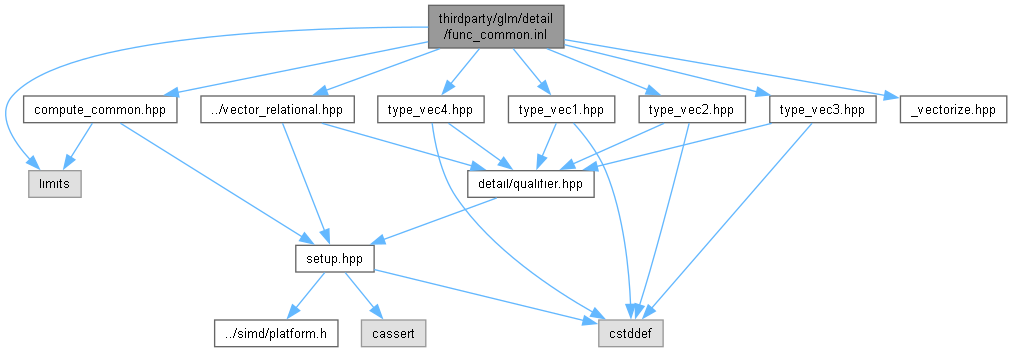 thirdparty/glm/detail
/func_common.inl
compute_common.hpp
../vector_relational.hpp
type_vec4.hpp
type_vec1.hpp
type_vec2.hpp
type_vec3.hpp
_vectorize.hpp
limits
detail/qualifier.hpp
setup.hpp
../simd/platform.h
cassert
cstddef